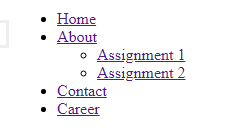 Home
About
Assignment 1
Assignment 2
Contact
Career